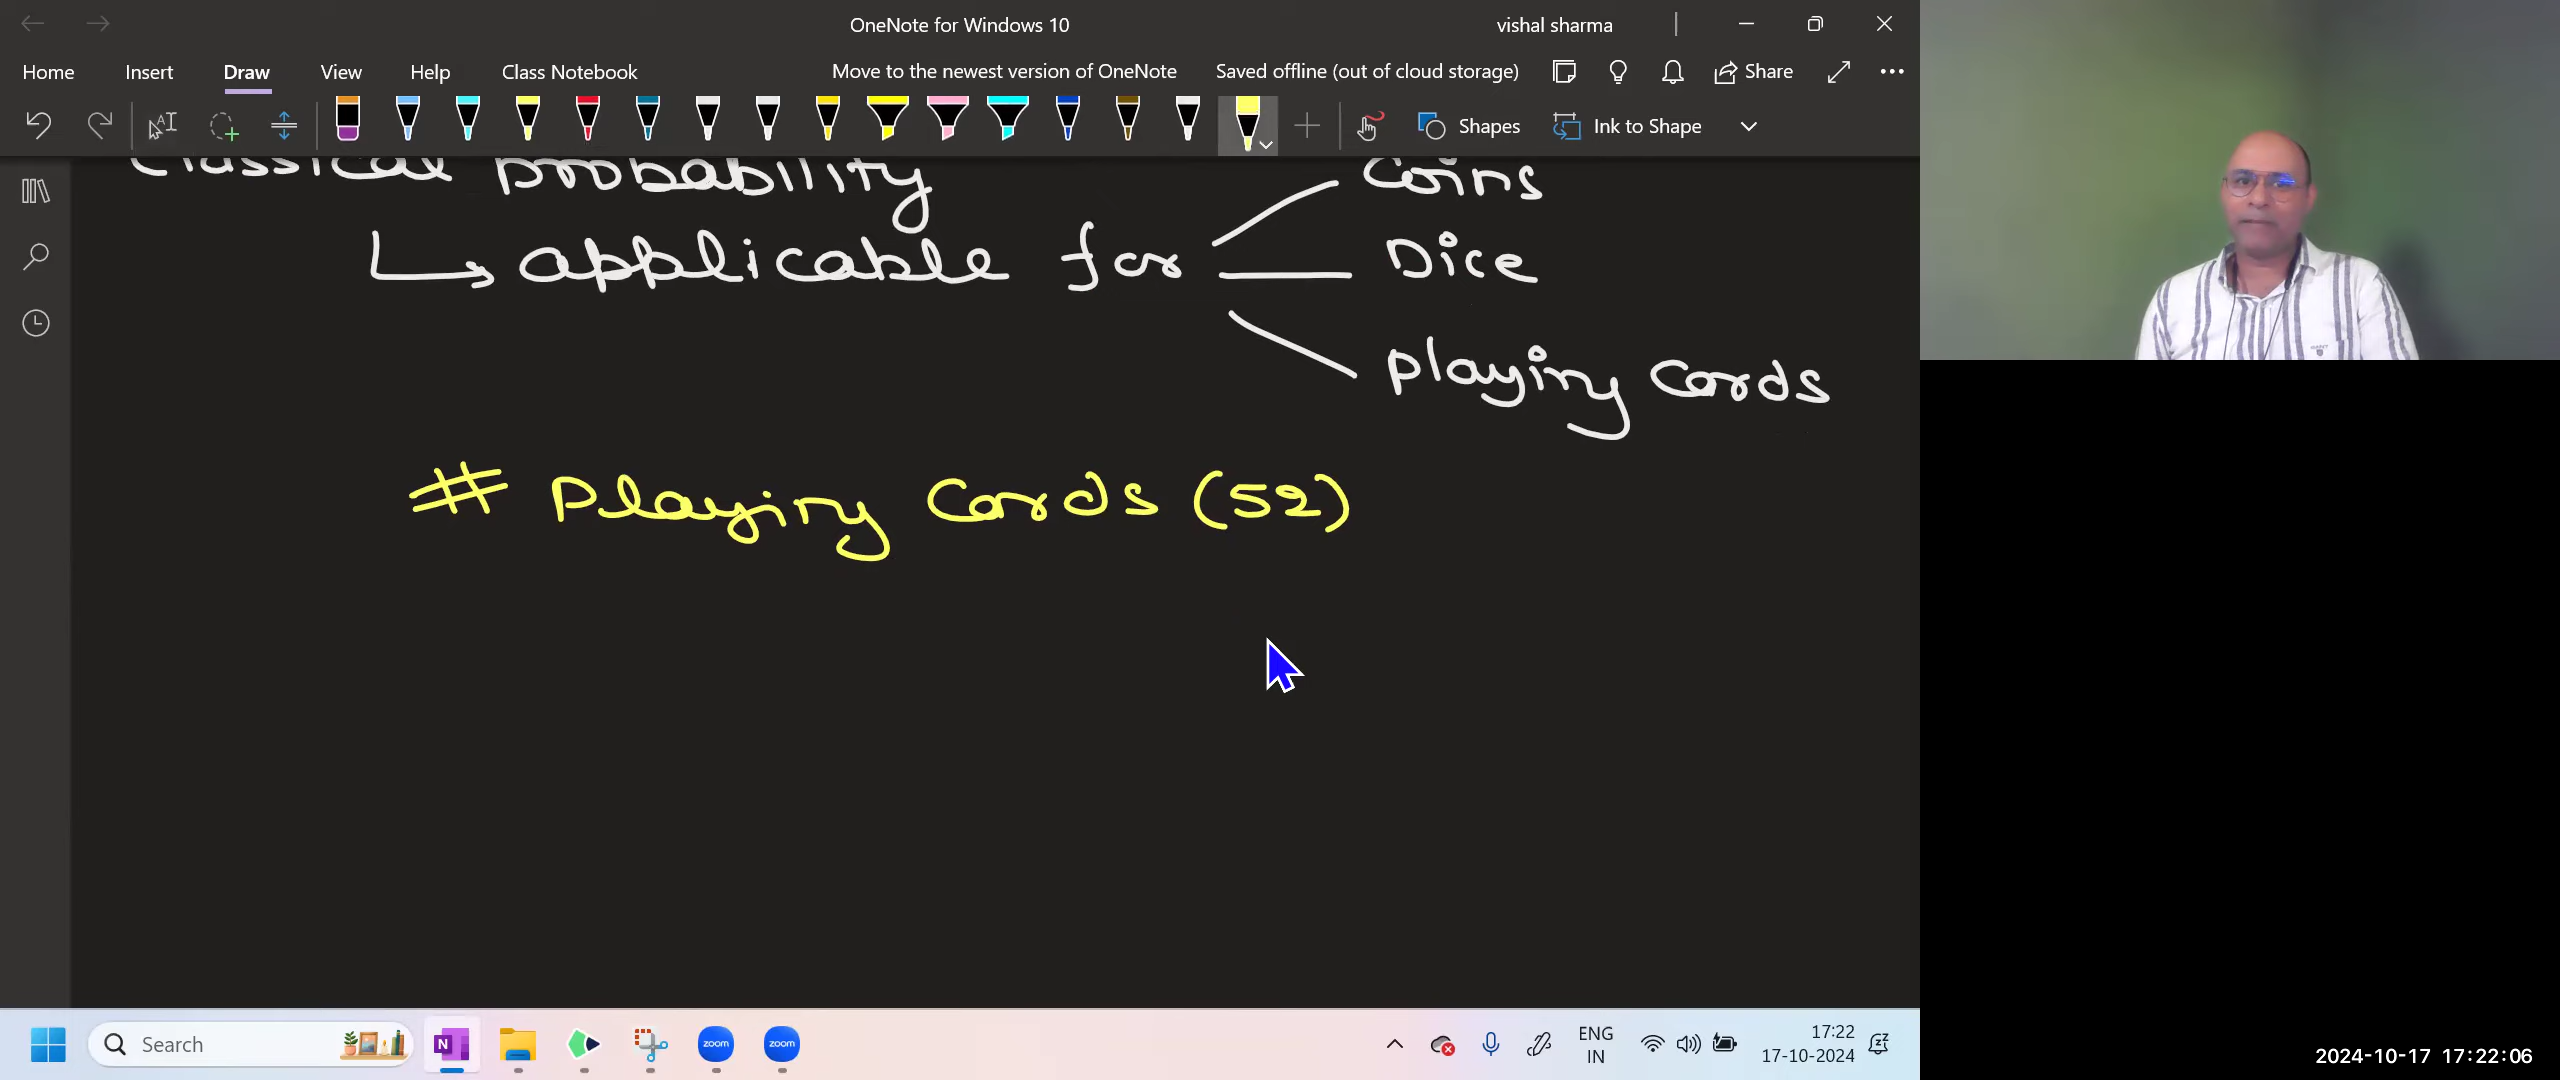 OneNote for Windows 10
vishal sharma
Home Insert Draw View Help Class Notebook Move to the newest version of OneNote Saved offline (out of cloud storage) Share
Shapes Ink to Shape
Classical probability
Coins
applicable for
Dice
Playing Cards
# Playing Cards (52)
Search
zoom
zoom
ENG
IN
17:22
17-10-2024
2024-10-17 17:22:06